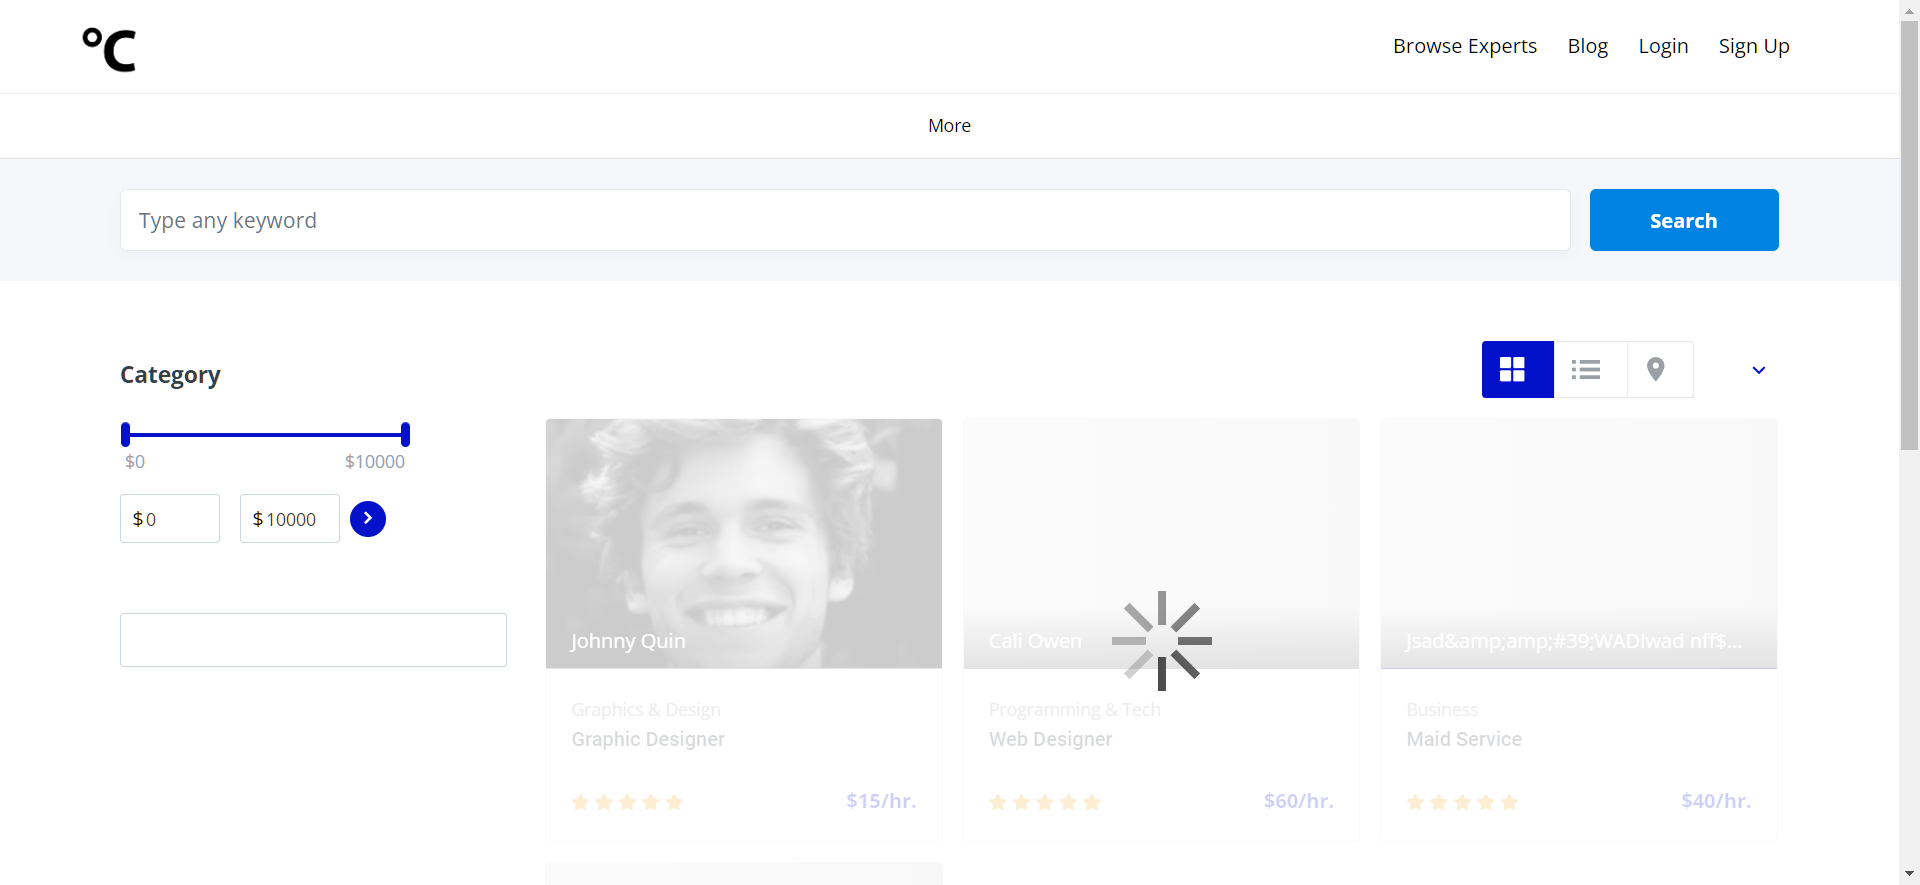 °C
Browse Experts Blog Login Sign Up
More
Type any keyword
Search
Category
$0 $10000
$ 0 $ 10000
Johnny Quin
Graphics & Design
Graphic Designer
$15/hr.
Cali Owen
Programming & Tech
Web Designer
$60/hr.
Jsad&amp;amp;#39;WADIwad nff$...
Business
Maid Service
$40/hr.